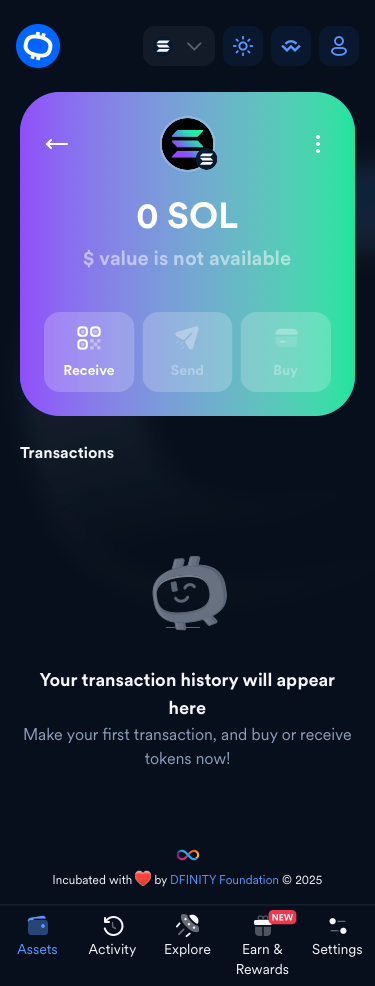 0 SOL
$ value is not available
Receive
Send
Buy
Transactions
Your transaction history will appear
here
Make your first transaction, and buy or receive
tokens now!
Incubated with ❤️ by DFINITY Foundation © 2025
NEW
Assets
Activity
Explore
Earn &
Rewards
Settings